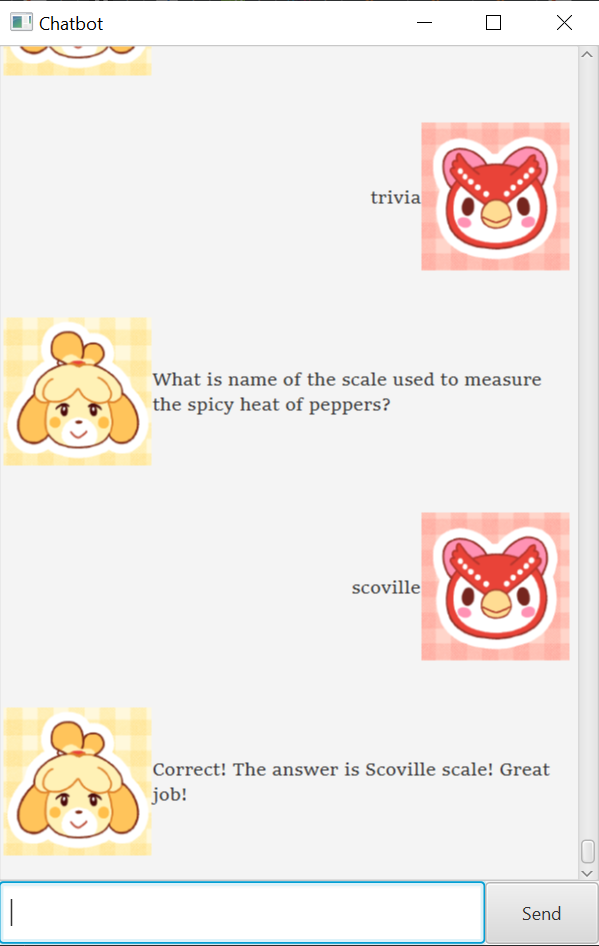 Chatbot
trivia
What is name of the scale used to measure
the spicy heat of peppers?
scoville
Correct! The answer is Scoville scale! Great
job!
Send